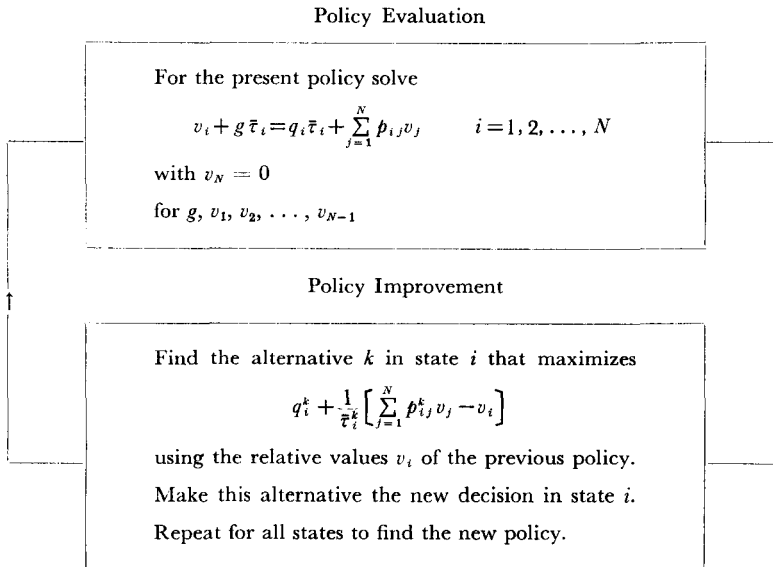 Policy Evaluation
For the present policy solve
v_i + g τ̄_i = q_i τ̄_i + ∑_{j=1}^{N} p_{ij} v_j i = 1, 2, . . . , N
with v_N = 0
for g, v_1, v_2, . . . , v_{N−1}
Policy Improvement
↑
Find the alternative k in state i that maximizes
q_i^k + 1/τ̄_i^k [ ∑_{j=1}^{N} p_{ij}^k v_j − v_i ]
using the relative values v_i of the previous policy.
Make this alternative the new decision in state i.
Repeat for all states to find the new policy.